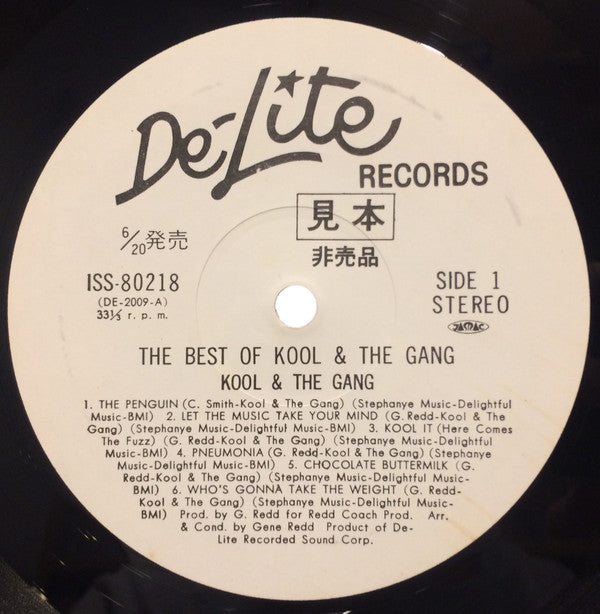 De-Lite
RECORDS
見本
6/20発売
非売品
ISS-80218
(DE-2009-A)
33⅓ r. p. m.
SIDE 1
STEREO
JASRAC
THE BEST OF KOOL & THE GANG
KOOL & THE GANG
1. THE PENGUIN (C. Smith-Kool & The Gang) (Stephanye Music-Delightful
Music-BMI) 2. LET THE MUSIC TAKE YOUR MIND (G. Redd-Kool & The
Gang) (Stephanye Music-Delightful Music-BMI) 3. KOOL IT (Here Comes
The Fuzz) (G. Redd-Kool & The Gang) (Stephanye Music-Delightful
Music-BMI) 4. PNEUMONIA (G. Redd-Kool & The Gang) (Stephanye
Music-Delightful Music-BMI) 5. CHOCOLATE BUTTERMILK (G.
Redd-Kool & The Gang) (Stephanye Music-Delightful Music-
BMI) 6. WHO'S GONNA TAKE THE WEIGHT (G. Redd-
Kool & The Gang) (Stephanye Music-Delightful Music-
BMI) Prod. by G. Redd for Redd Coach Prod. Arr.
& Cond. by Gene Redd Product of De-
Lite Recorded Sound Corp.